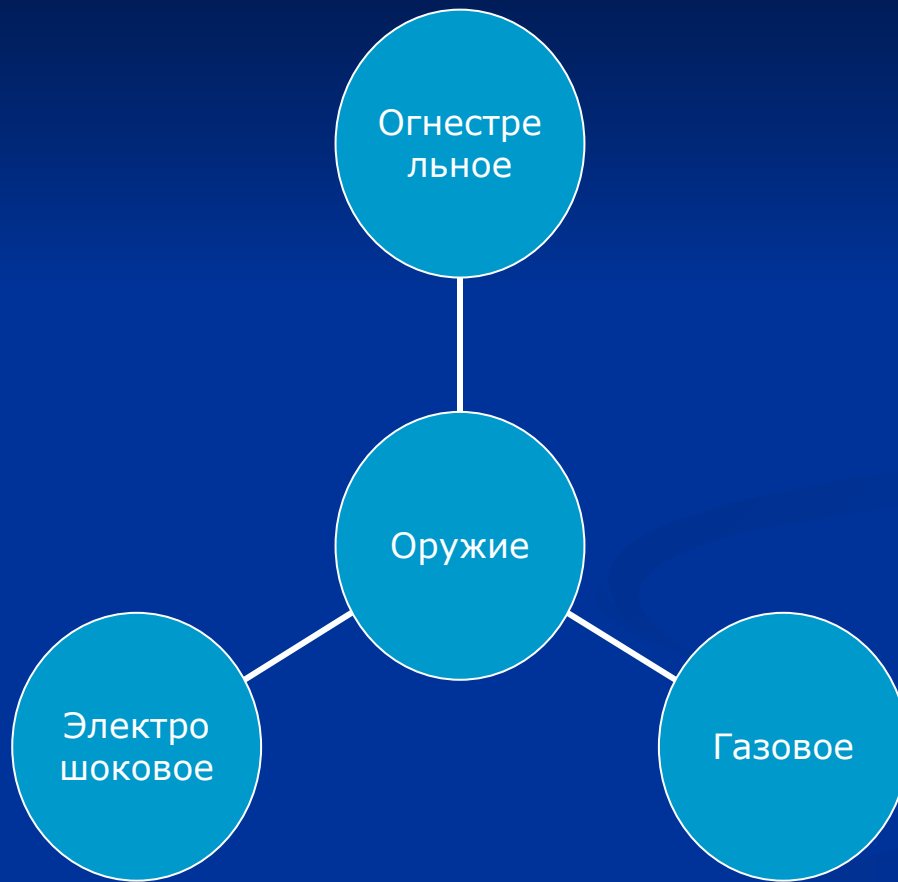 Огнестре
льное
Оружие
Электро
шоковое
Газовое